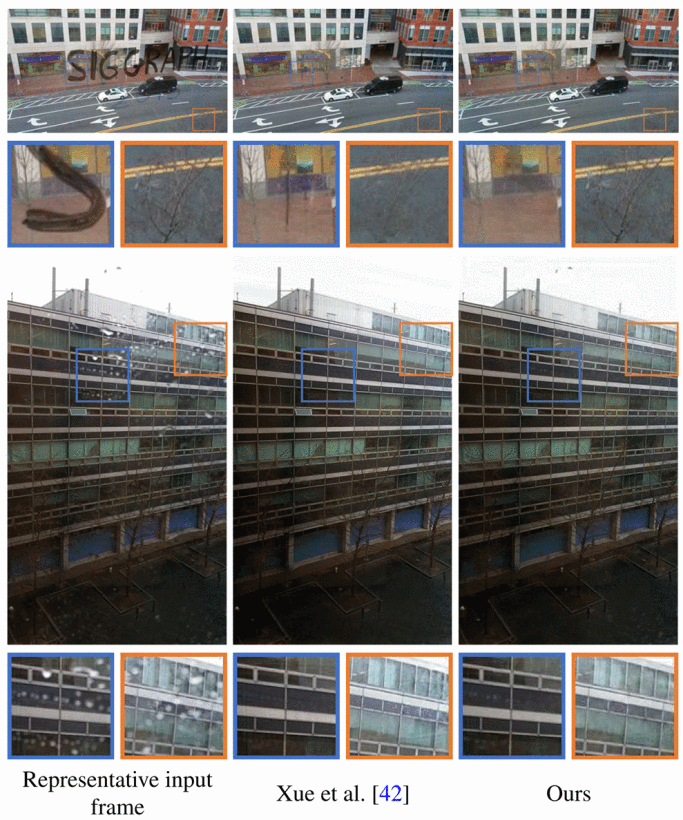 SIGGRAPH
Representative input
frame
Xue et al. [42]
Ours